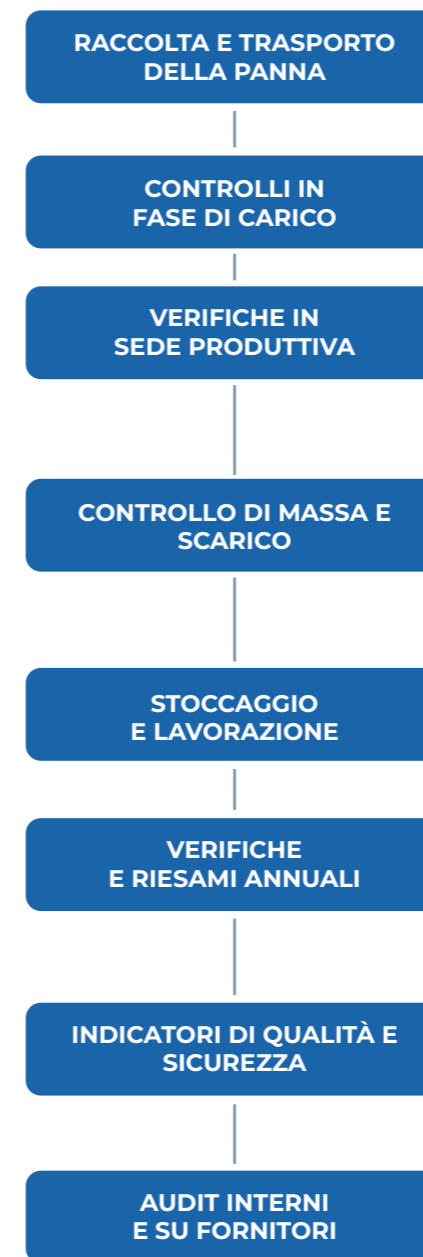 RACCOLTA E TRASPORTO
DELLA PANNA
CONTROLLI IN
FASE DI CARICO
VERIFICHE IN
SEDE PRODUTTIVA
CONTROLLO DI MASSA E
SCARICO
STOCCAGGIO
E LAVORAZIONE
VERIFICHE
E RIESAMI ANNUALI
INDICATORI DI QUALITÀ E
SICUREZZA
AUDIT INTERNI
E SU FORNITORI